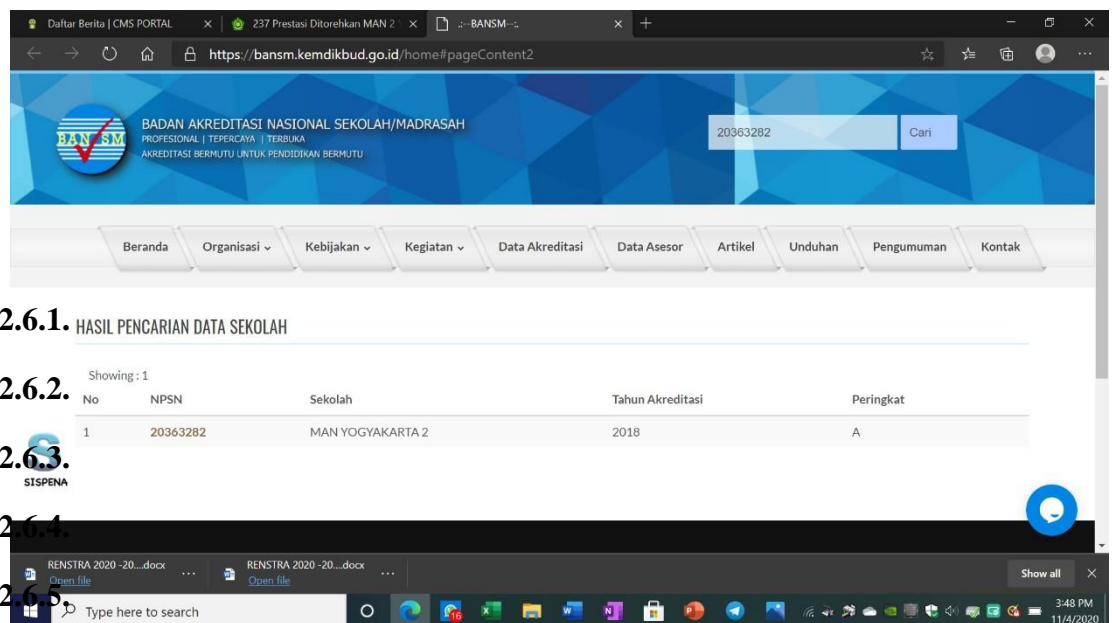 Daftar Berita | CMS PORTAL
237 Prestasi Ditorehkan MAN 2
.:--BANSM--:.
https://bansm.kemdikbud.go.id/home#pageContent2
BAN SM
BADAN AKREDITASI NASIONAL SEKOLAH/MADRASAH
PROFESIONAL | TEPERCAYA | TERBUKA
AKREDITASI BERMUTU UNTUK PENDIDIKAN BERMUTU
20363282 Cari
Beranda Organisasi Kebijakan Kegiatan Data Akreditasi Data Asesor Artikel Unduhan Pengumuman Kontak
2.6.1. HASIL PENCARIAN DATA SEKOLAH
Showing : 1
2.6.2.
No NPSN Sekolah Tahun Akreditasi Peringkat
1 20363282 MAN YOGYAKARTA 2 2018 A
2.6.3.
SISPENA
2.6.4.
RENSTRA 2020 -20....docx RENSTRA 2020 -20....docx
Open file Open file
Show all
2.6.5.
Type here to search
16
3:48 PM
11/4/2020